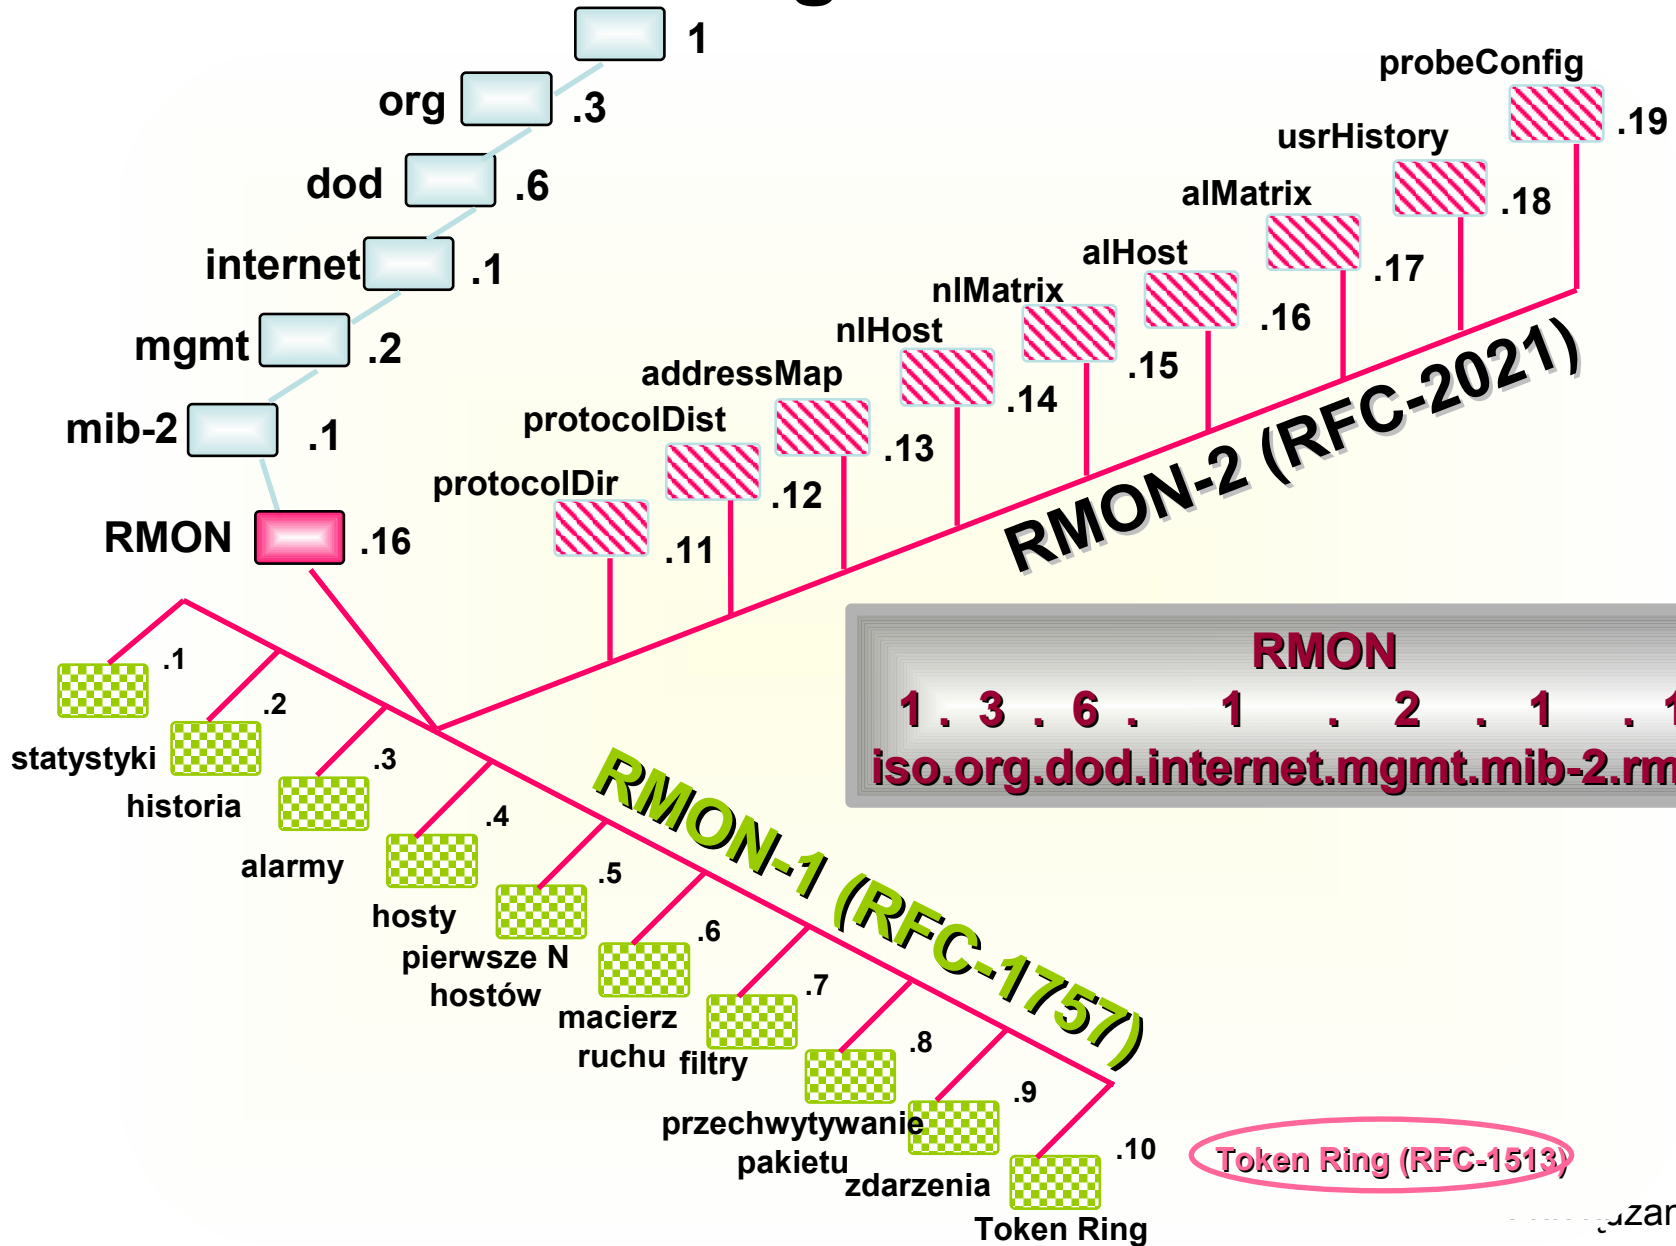 1
org .3
dod .6
internet .1
mgmt .2
mib-2 .1
RMON .16
probeConfig
.19
usrHistory
.18
alMatrix
.17
alHost
.16
nlMatrix
.15
nlHost
.14
addressMap
.13
protocolDist
.12
protocolDir
.11
RMON-2 (RFC-2021)
RMON
1 . 3 . 6 . 1 . 2 . 1 .
iso.org.dod.internet.mgmt.mib-2.
.1
statystyki
.2
historia
.3
alarmy
.4
hosty
.5
pierwsze N
hostów
.6
macierz
ruchu
.7
filtry
.8
przechwytywanie
pakietu
.9
zdarzenia
.10
Token Ring
RMON-1 (RFC-1757)
Token Ring (RFC-1513)